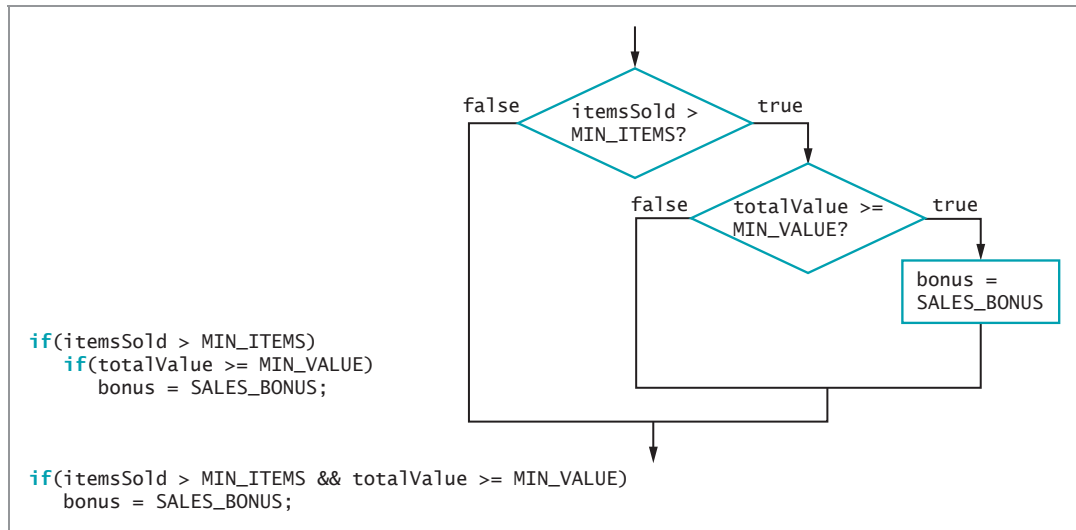 false
itemsSold >
MIN_ITEMS?
true
false
totalValue >=
MIN_VALUE?
true
bonus =
SALES_BONUS
if(itemsSold > MIN_ITEMS)
if(totalValue >= MIN_VALUE)
bonus = SALES_BONUS;
if(itemsSold > MIN_ITEMS && totalValue >= MIN_VALUE)
bonus = SALES_BONUS;